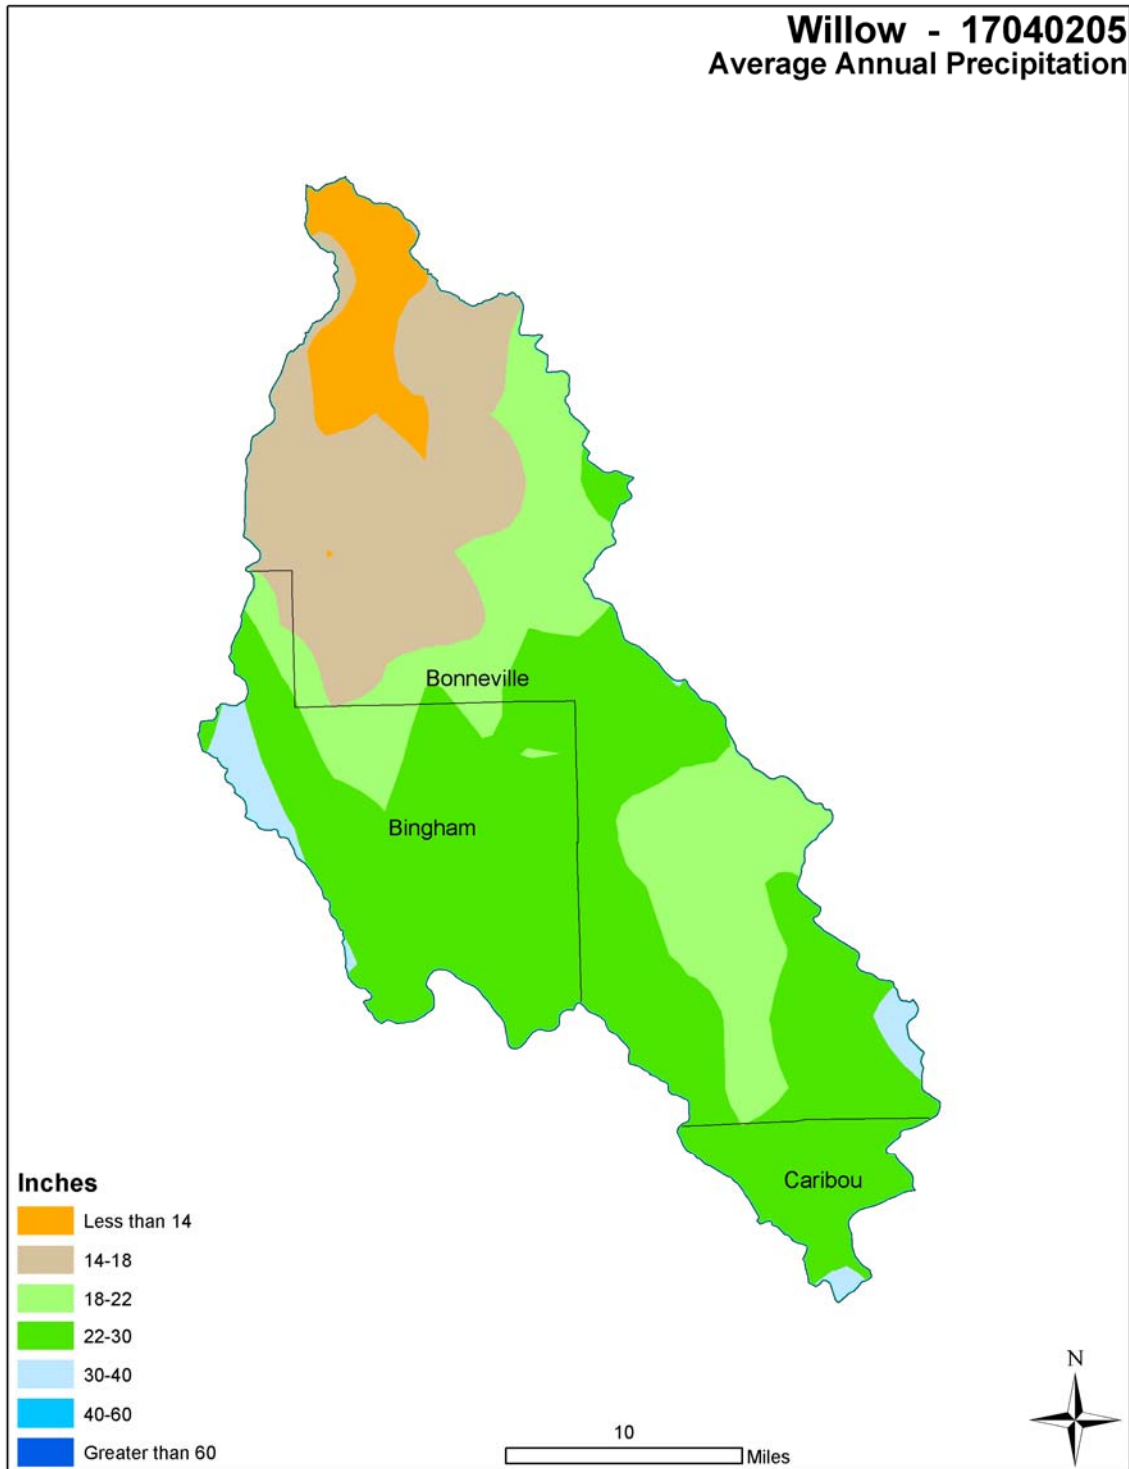 Willow - 17040205
Average Annual Precipitation
Bonneville
Bingham
Caribou
Inches
Less than 14
14-18
18-22
22-30
30-40
40-60
Greater than 60
10
Miles
N